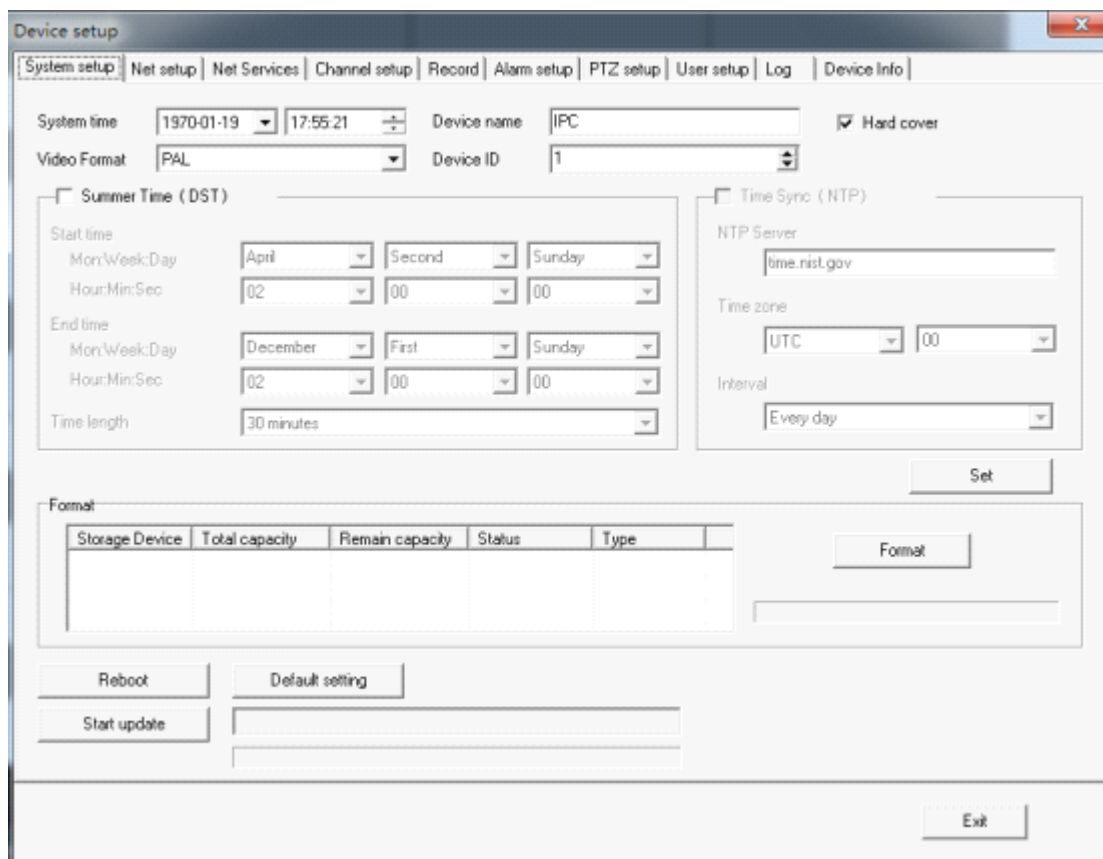 Device setup
System setup Net setup Net Services Channel setup Record Alarm setup PTZ setup User setup Log Device Info
System time 1970-01-19 17:55:21 Device name IPC Hard cover
Video Format PAL Device ID 1
Summer Time ( DST ) Time Sync ( NTP )
Start time NTP Server
Mon:Week:Day April Second Sunday time.nist.gov
Hour:Min:Sec 02 00 00
Time zone
End time
Mon:Week:Day December First Sunday UTC 00
Hour:Min:Sec 02 00 00 Interval
Time length 30 minutes Every day
Set
Format
Storage Device Total capacity Remain capacity Status Type
Format
Reboot Default setting
Start update
Exit